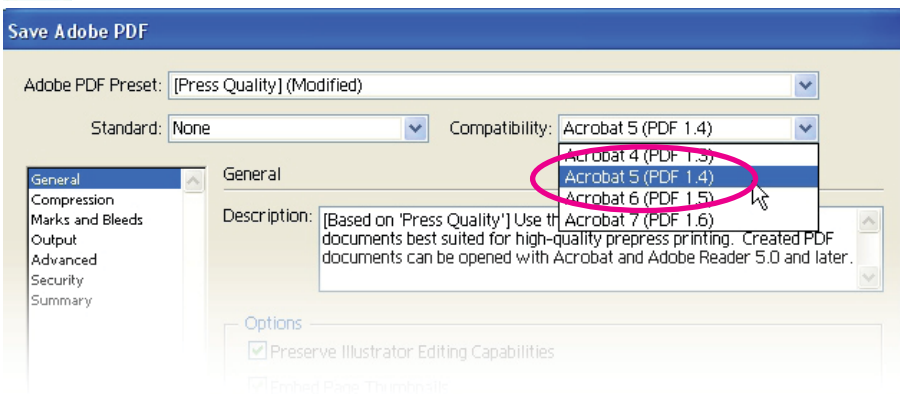 Save Adobe PDF
Adobe PDF Preset: [Press Quality] (Modified)
Standard: None
Compatibility: Acrobat 5 (PDF 1.4)
Acrobat 4 (PDF 1.3)
Acrobat 5 (PDF 1.4)
Acrobat 6 (PDF 1.5)
Acrobat 7 (PDF 1.6)
General
Compression
Marks and Bleeds
Output
Advanced
Security
Summary
General
Description: [Based on 'Press Quality'] Use
documents best suited for high-quality prepress printing. Created PDF
documents can be opened with Acrobat and Adobe Reader 5.0 and later.
Options
Preserve Illustrator Editing Capabilities
Embed Page Thumbnails